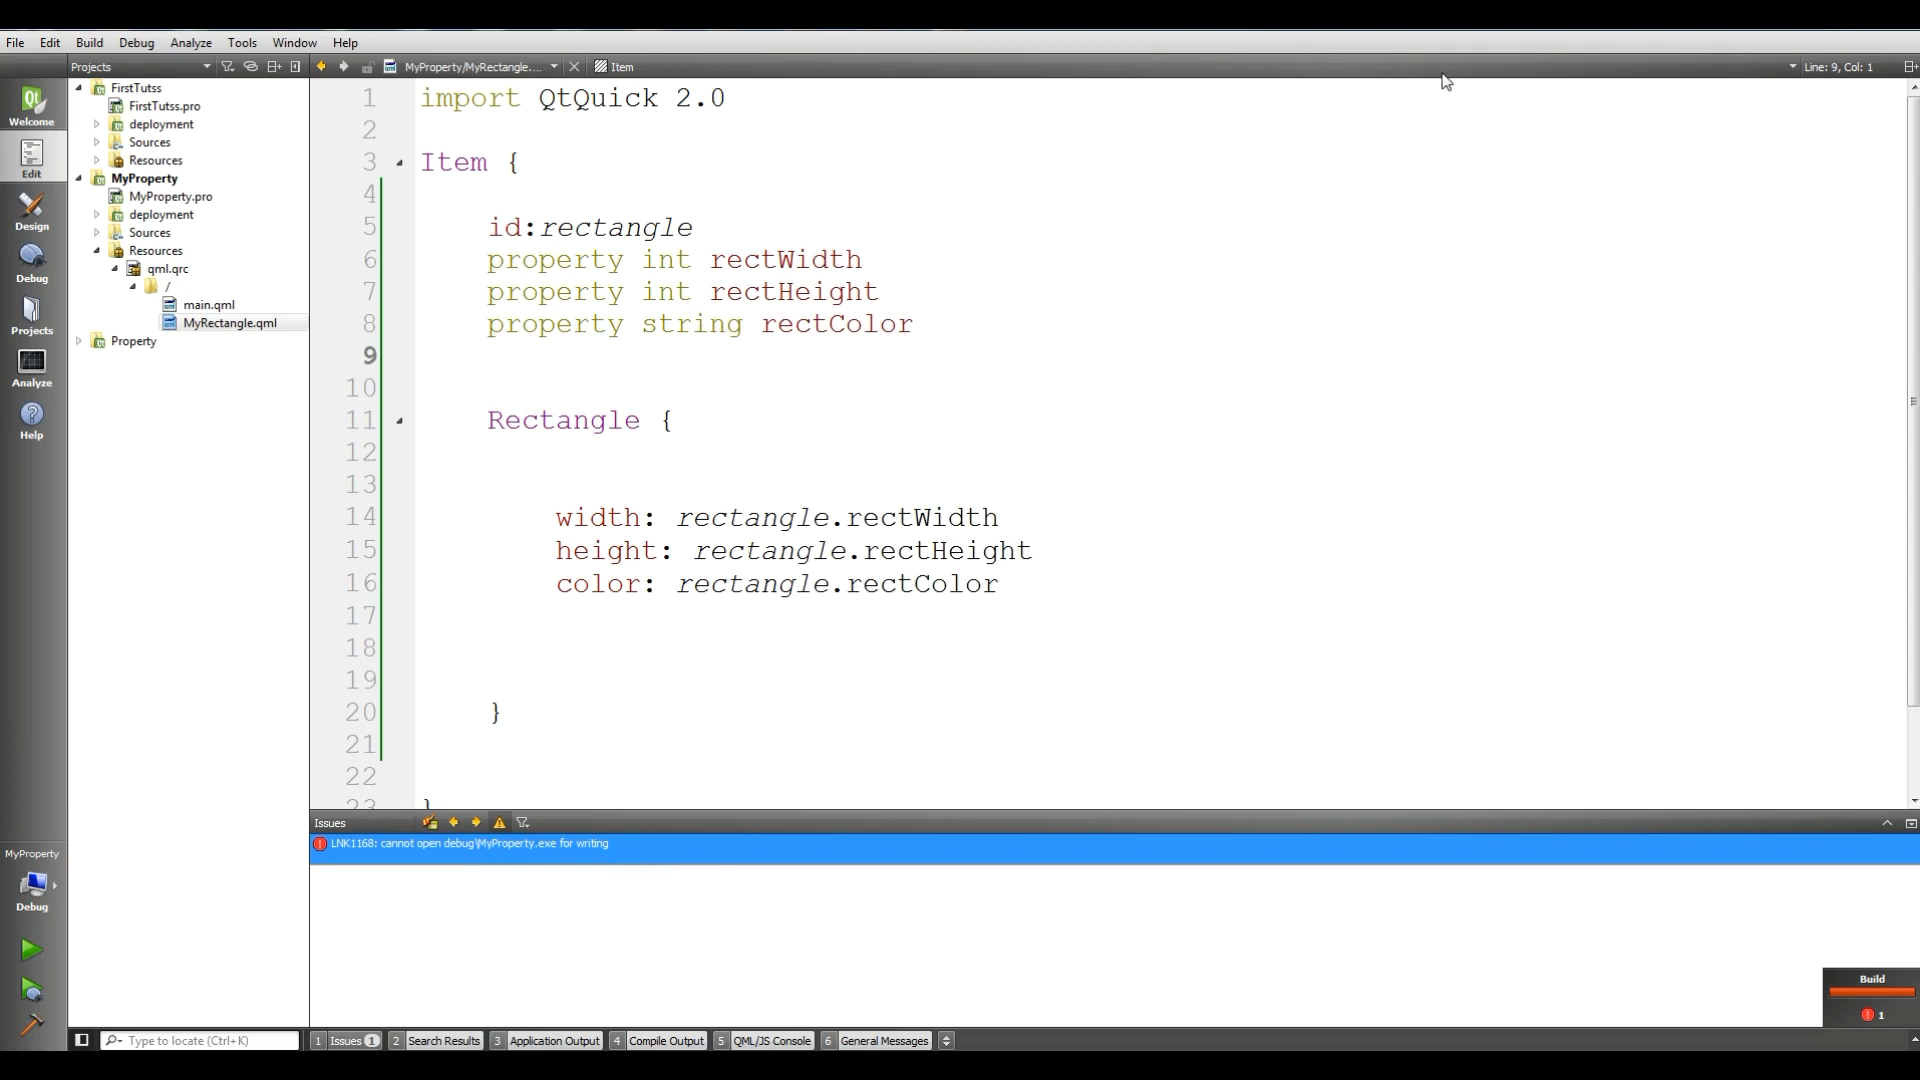 File Edit Build Debug Analyze Tools Window Help
Projects MyProperty/MyRectangle.... Item Line: 9, Col: 1
Qt
Welcome
Edit
Design
Debug
Projects
Analyze
Help
FirstTutss
FirstTutss.pro
deployment
Sources
Resources
MyProperty
MyProperty.pro
deployment
Sources
Resources
qml.qrc
/
main.qml
MyRectangle.qml
Property
1 import QtQuick 2.0
2
3 Item {
4
5 id:rectangle
6 property int rectWidth
7 property int rectHeight
8 property string rectColor
9
10
11 Rectangle {
12
13
14 width: rectangle.rectWidth
15 height: rectangle.rectHeight
16 color: rectangle.rectColor
17
18
19
20 }
21
22
23 }
Issues
LNK1168: cannot open debug\MyProperty.exe for writing
MyProperty
Debug
Build
1
Type to locate (Ctrl+K) 1 Issues 1 2 Search Results 3 Application Output 4 Compile Output 5 QML/JS Console 6 General Messages